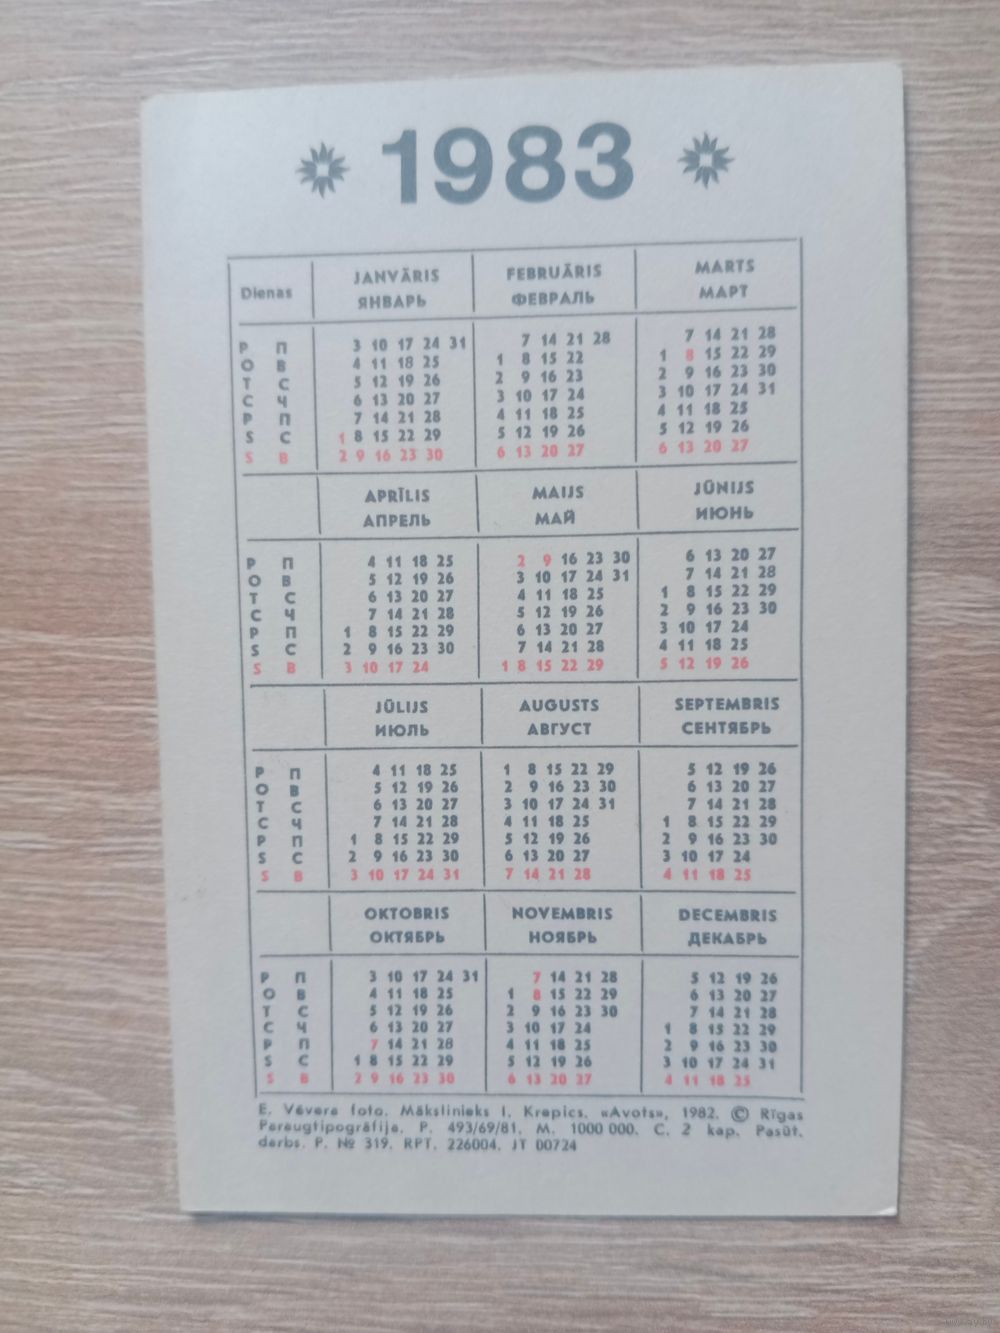 1983
Dienas JANVĀRIS FEBRUĀRIS MARTS
ЯНВАРЬ ФЕВРАЛЬ МАРТ
P П 3 10 17 24 31 7 14 21 28 7 14 21 28
O В 4 11 18 25 1 8 15 22 1 8 15 22 29
T С 5 12 19 26 2 9 16 23 2 9 16 23 30
C Ч 6 13 20 27 3 10 17 24 3 10 17 24 31
P П 7 14 21 28 4 11 18 25 4 11 18 25
S С 1 8 15 22 29 5 12 19 26 5 12 19 26
S В 2 9 16 23 30 6 13 20 27 6 13 20 27
APRĪLIS MAIJS JŪNIJS
АПРЕЛЬ МАЙ ИЮНЬ
P П 4 11 18 25 2 9 16 23 30 6 13 20 27
O В 5 12 19 26 3 10 17 24 31 7 14 21 28
T С 6 13 20 27 4 11 18 25 1 8 15 22 29
C Ч 7 14 21 28 5 12 19 26 2 9 16 23 30
P П 1 8 15 22 29 6 13 20 27 3 10 17 24
S С 2 9 16 23 30 7 14 21 28 4 11 18 25
S В 3 10 17 24 1 8 15 22 29 5 12 19 26
JŪLIJS AUGUSTS SEPTEMBRIS
ИЮЛЬ АВГУСТ СЕНТЯБРЬ
P П 4 11 18 25 1 8 15 22 29 5 12 19 26
O В 5 12 19 26 2 9 16 23 30 6 13 20 27
T С 6 13 20 27 3 10 17 24 31 7 14 21 28
C Ч 7 14 21 28 4 11 18 25 1 8 15 22 29
P П 1 8 15 22 29 5 12 19 26 2 9 16 23 30
S С 2 9 16 23 30 6 13 20 27 3 10 17 24
S В 3 10 17 24 31 7 14 21 28 4 11 18 25
OKTOBRIS NOVEMBRIS DECEMBRIS
ОКТЯБРЬ НОЯБРЬ ДЕКАБРЬ
P П 3 10 17 24 31 7 14 21 28 5 12 19 26
O В 4 11 18 25 1 8 15 22 29 6 13 20 27
T С 5 12 19 26 2 9 16 23 30 7 14 21 28
C Ч 6 13 20 27 3 10 17 24 1 8 15 22 29
P П 7 14 21 28 4 11 18 25 2 9 16 23 30
S С 1 8 15 22 29 5 12 19 26 3 10 17 24 31
S В 2 9 16 23 30 6 13 20 27 4 11 18 25
E. Vēvera foto. Mākslinieks I. Krepics. «Avots», 1982. © Rīgas
Paraugtipogrāfija. P. 493/69/81. M. 1000 000. C. 2 kap. Pasūt.
darbs. P. № 319. RPT. 226004. JT 00724